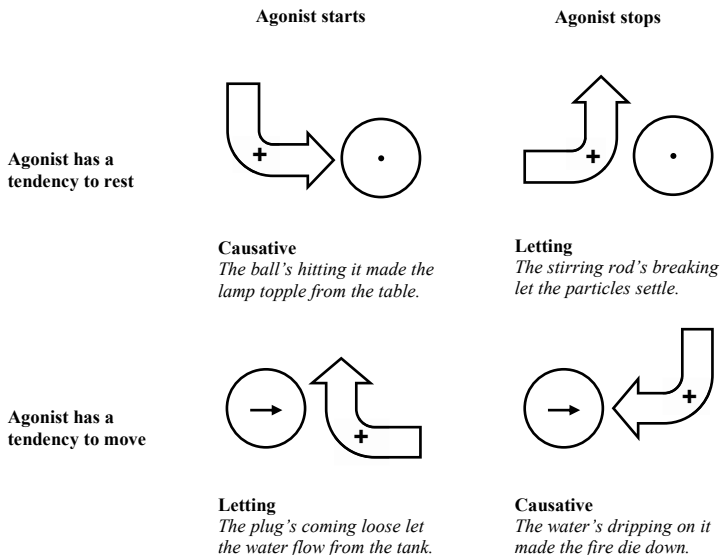 Agonist starts
Agonist stops
Agonist has a
tendency to rest
+
+
Causative
The ball's hitting it made the
lamp topple from the table.
Letting
The stirring rod's breaking
let the particles settle.
Agonist has a
tendency to move
+
+
Letting
The plug's coming loose let
the water flow from the tank.
Causative
The water's dripping on it
made the fire die down.